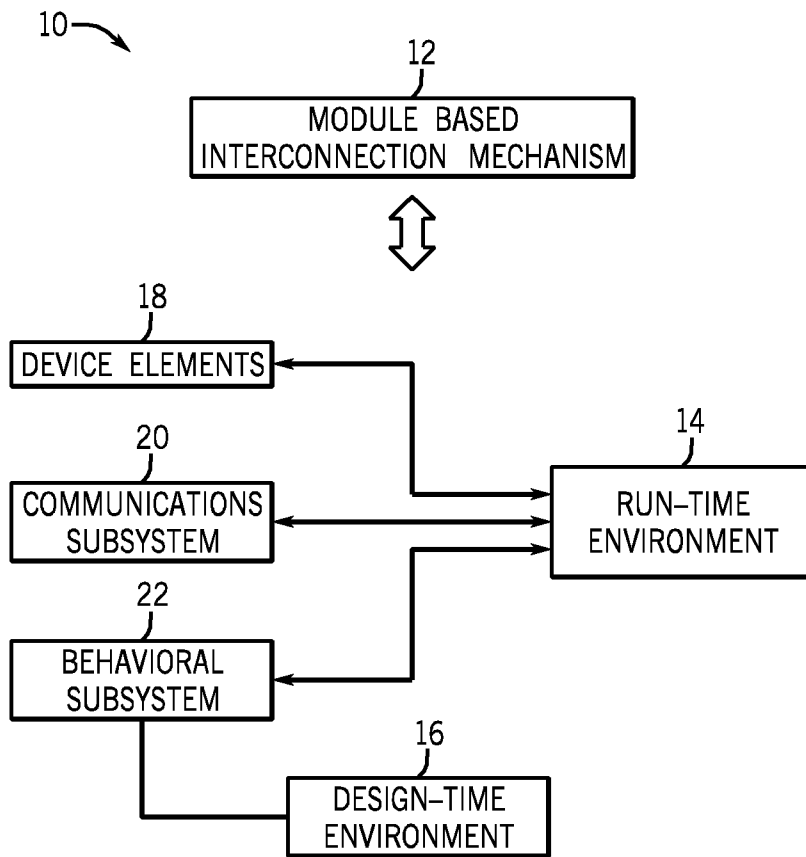 10
12
MODULE BASED
INTERCONNECTION MECHANISM
18
DEVICE ELEMENTS
20
COMMUNICATIONS
SUBSYSTEM
14
RUN–TIME
ENVIRONMENT
22
BEHAVIORAL
SUBSYSTEM
16
DESIGN–TIME
ENVIRONMENT